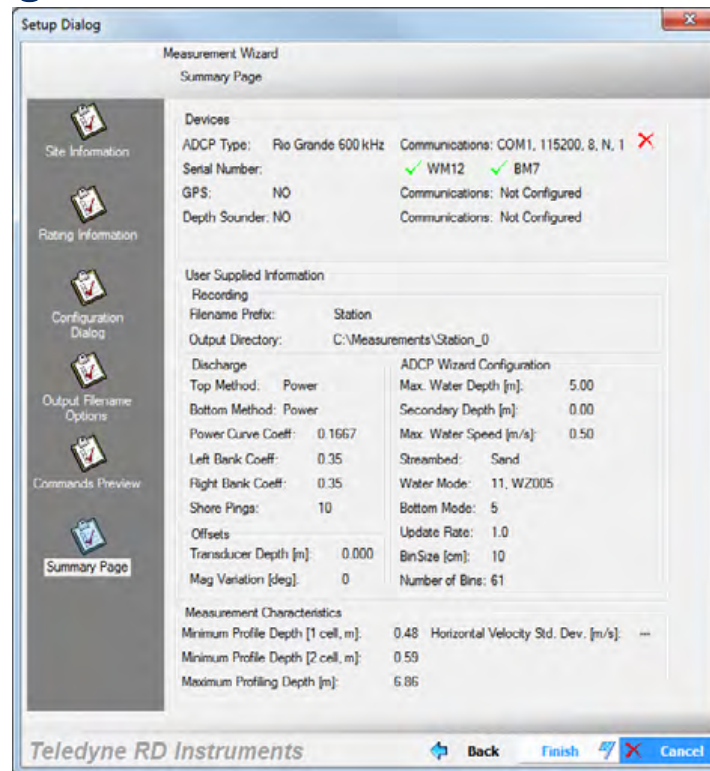 Setup Dialog
Measurement Wizard
Summary Page
Site Information
Rating Information
Configuration
Dialog
Output Filename
Options
Commands Preview
Summary Page
Devices
ADCP Type: Rio Grande 600 kHz Communications: COM1, 115200, 8, N, 1
Serial Number: WM12 BM7
GPS: NO Communications: Not Configured
Depth Sounder: NO Communications: Not Configured
User Supplied Information
Recording
Filename Prefix: Station
Output Directory: C:\Measurements\Station_0
Discharge
Top Method: Power
Bottom Method: Power
Power Curve Coeff: 0.1667
Left Bank Coeff: 0.35
Right Bank Coeff: 0.35
Shore Pings: 10
Offsets
Transducer Depth [m]: 0.000
Mag Variation [deg]: 0
ADCP Wizard Configuration
Max. Water Depth [m]: 5.00
Secondary Depth [m]: 0.00
Max. Water Speed [m/s]: 0.50
Streambed: Sand
Water Mode: 11, WZ005
Bottom Mode: 5
Update Rate: 1.0
BinSize [cm]: 10
Number of Bins: 61
Measurement Characteristics
Minimum Profile Depth [1 cell, m]: 0.48 Horizontal Velocity Std. Dev. [m/s]: ---
Minimum Profile Depth [2 cell, m]: 0.59
Maximum Profiling Depth [m]: 6.86
Teledyne RD Instruments
Back Finish Cancel